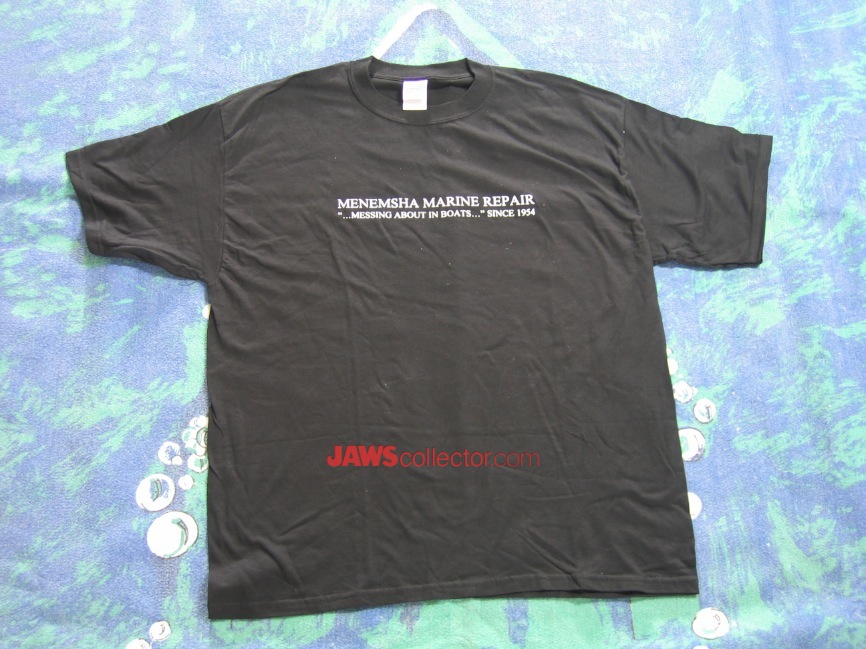 MENEMSHA MARINE REPAIR
"...MESSING ABOUT IN BOATS..." SINCE 1954
JAWScollector.com